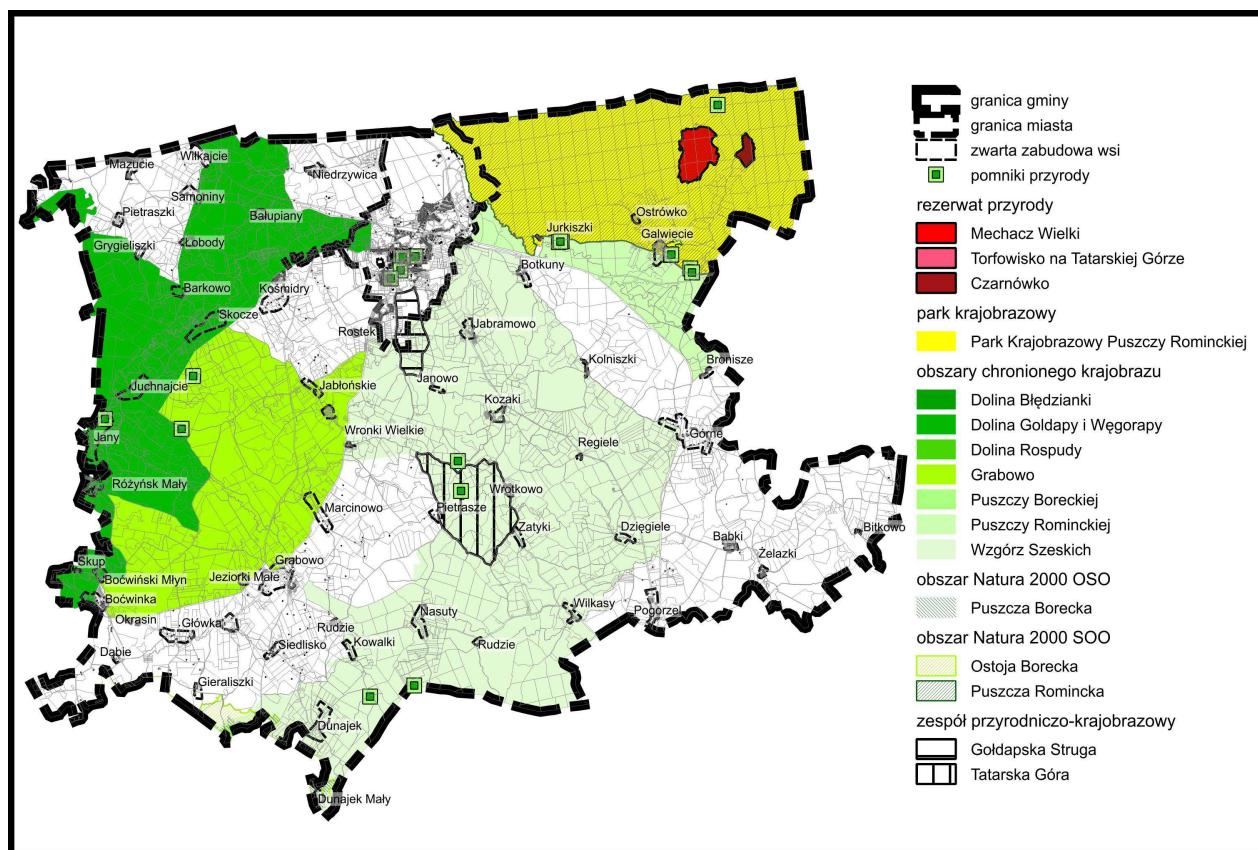 granica gminy
granica miasta
zwarta zabudowa wsi
pomniki przyrody
rezerwat przyrody
Mechacz Wielki
Torfowisko na Tatarskiej Górze
Czarnówko
park krajobrazowy
Park Krajobrazowy Puszczy Rominckiej
obszary chronionego krajobrazu
Dolina Błędzianki
Dolina Goldapy i Węgorapy
Dolina Rospudy
Grabowo
Puszczy Boreckiej
Puszczy Rominckiej
Wzgórz Szeskich
obszar Natura 2000 OSO
Puszcza Borecka
obszar Natura 2000 SOO
Ostoja Borecka
Puszcza Romincka
zespół przyrodniczo-krajobrazowy
Gołdapska Struga
Tatarska Góra
Mazucie
Wiłkajcie
Niedrzywica
Samoniny
Pietraszki
Bałupiany
Grygieliszki
Łobody
Barkowo
Kośmidry
Skocze
Rostek
Jurkiszki
Ostrówko
Galwiecie
Botkuny
Jabramowo
Kolniszki
Bronisze
Juchnajcie
Jabłońskie
Janowo
Kozaki
Jany
Wronki Wielkie
Regiele
Górne
Różyńsk Mały
Marcinowo
Pietrasze
Wrotkowo
Zatyki
Dzięgiele
Babki
Bitkowo
Żelazki
Skup
Boćwiński Młyn
Jeziorki Małe
Grabowo
Boćwinka
Okrasin
Główka
Rudzie
Nasuty
Wilkasy
Pogorzel
Dąbie
Siedlisko
Kowalki
Rudzie
Gieraliszki
Dunajek
Dunajek Mały